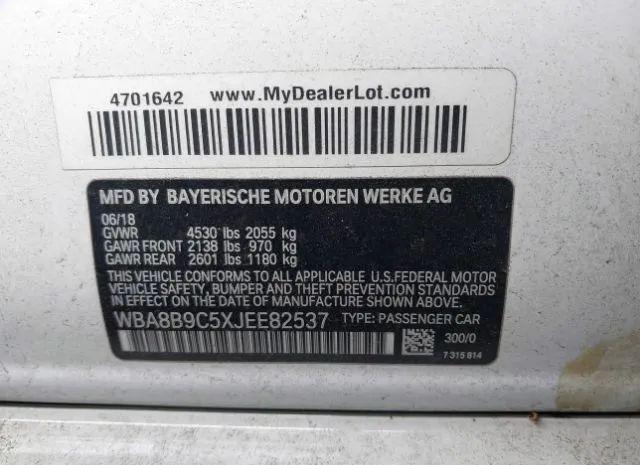 4701642 www.MyDealerLot.com
MFD BY BAYERISCHE MOTOREN WERKE AG
06/18
GVWR 4530 lbs 2055 kg
GAWR FRONT 2138 lbs 970 kg
GAWR REAR 2601 lbs 1180 kg
THIS VEHICLE CONFORMS TO ALL APPLICABLE U.S.FEDERAL MOTOR
VEHICLE SAFETY, BUMPER AND THEFT PREVENTION STANDARDS
IN EFFECT ON THE DATE OF MANUFACTURE SHOWN ABOVE.
WBA8B9C5XJEE82537 TYPE: PASSENGER CAR
300/0
7 315 814